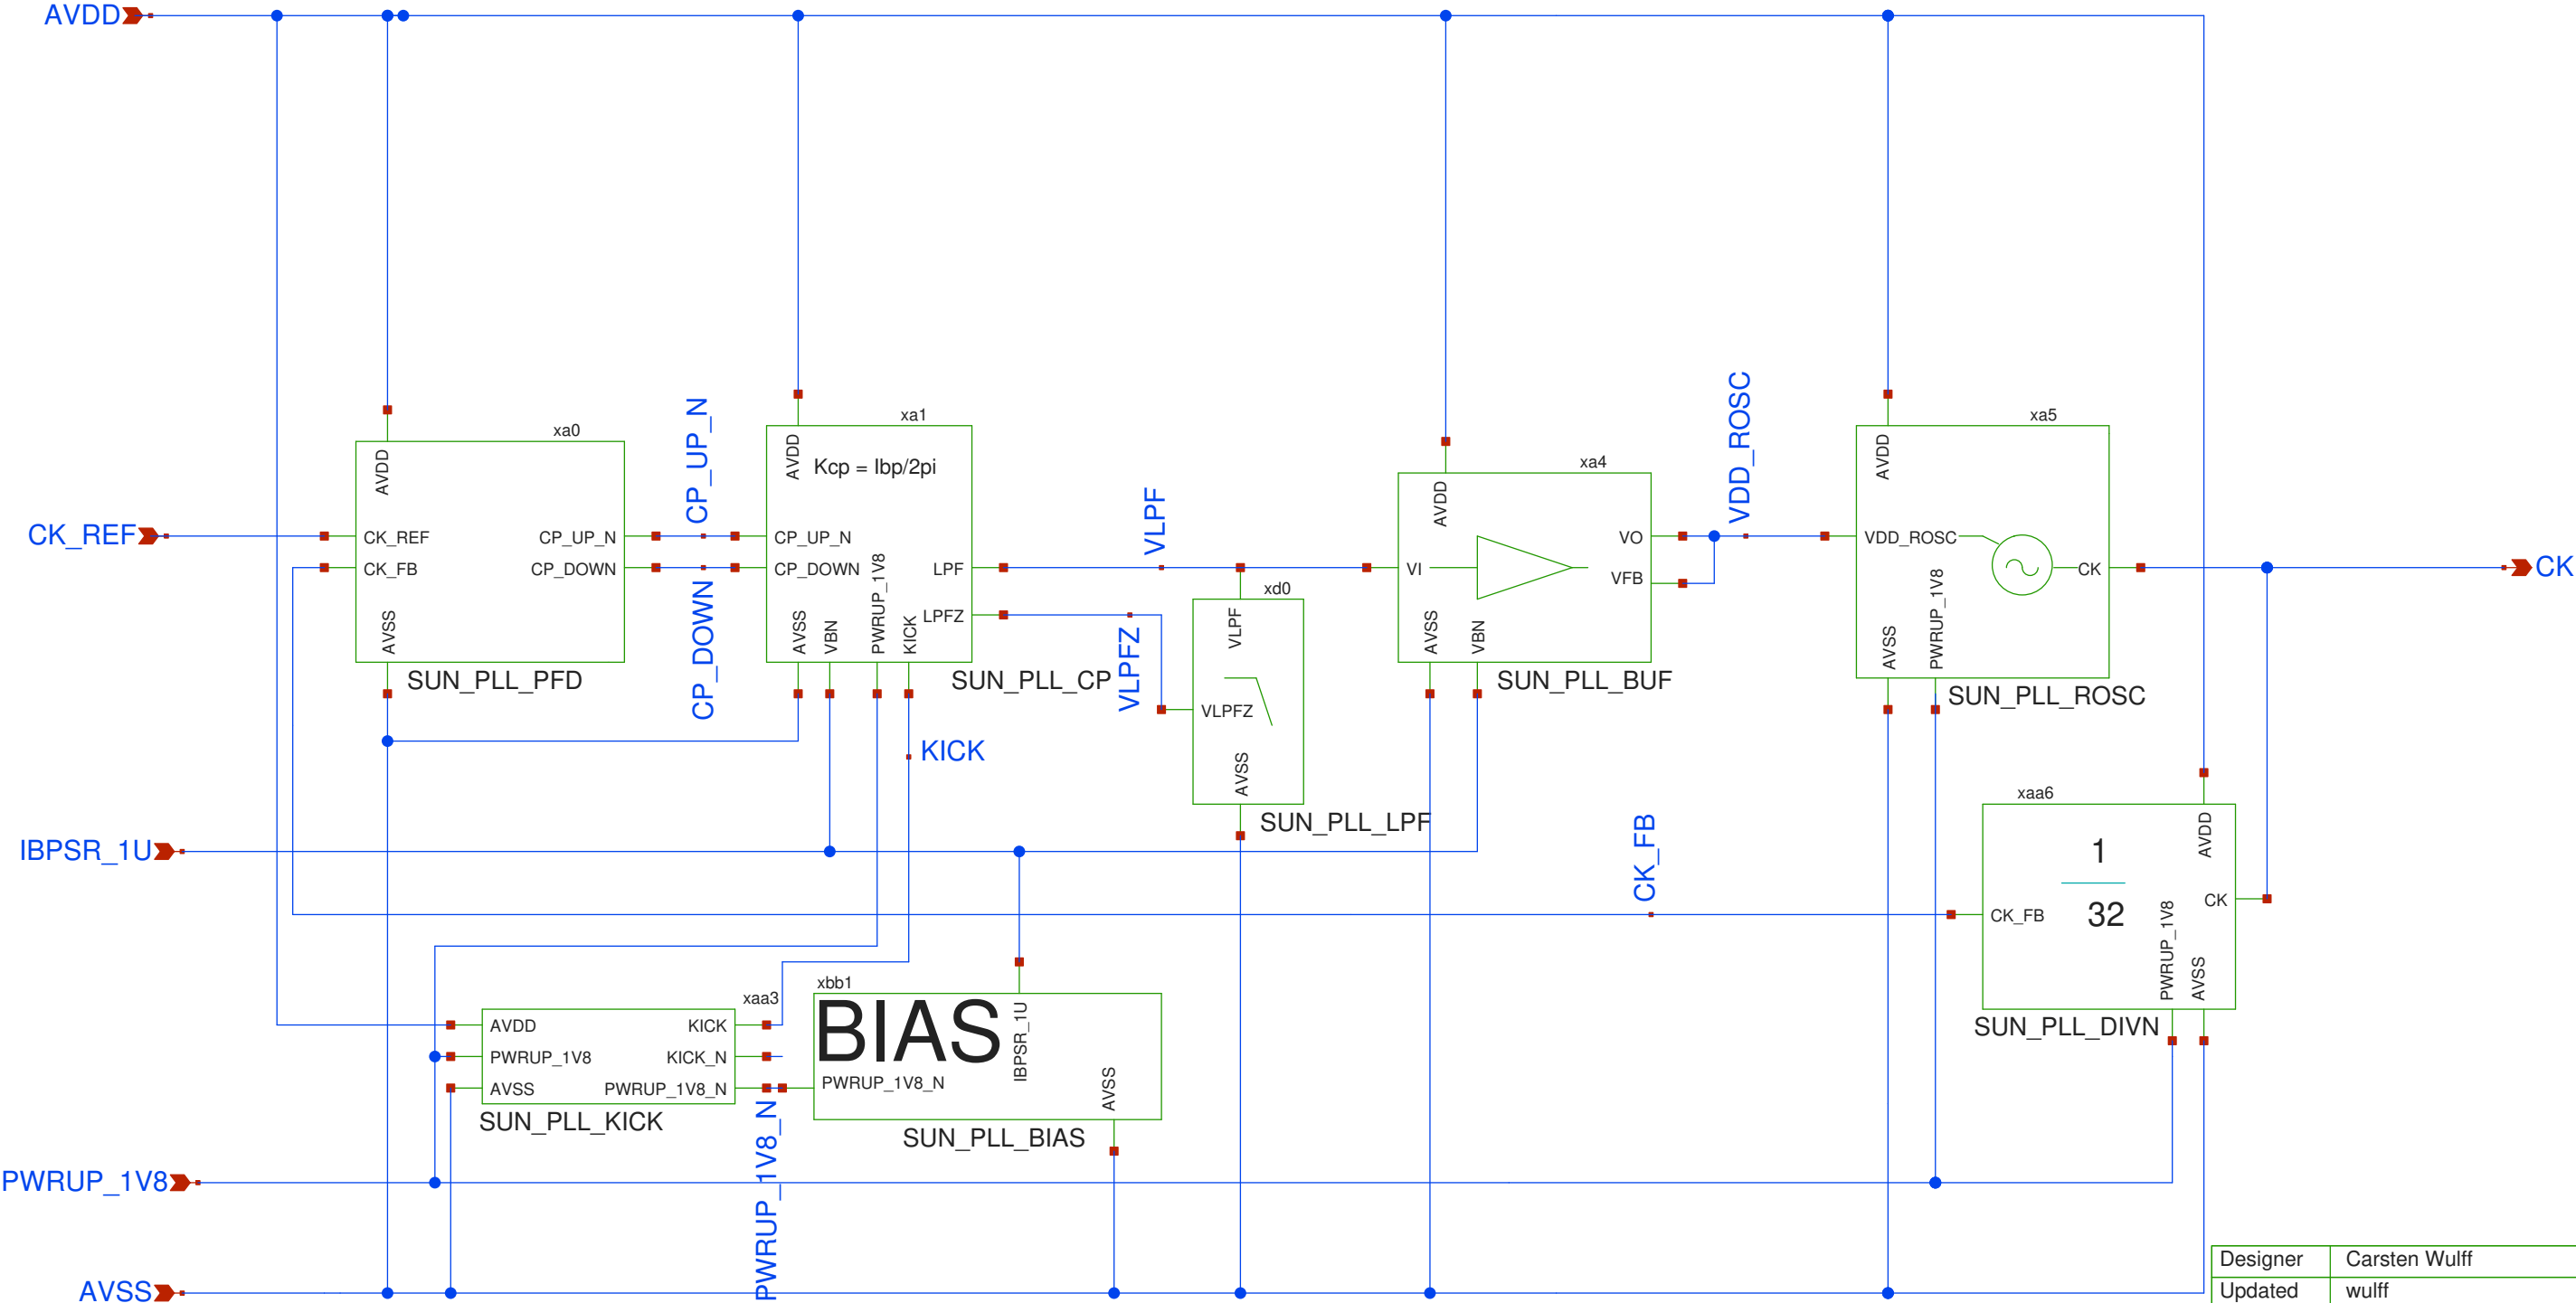 AVDD
CK_REF
IBPSR_1U
PWRUP_1V8
AVSS
xa0
AVDD
CK_REF
CK_FB
CP_UP_N
CP_DOWN
AVSS
SUN_PLL_PFD
CP_UP_N
CP_DOWN
xa1
AVDD
Kcp = Ibp/2pi
CP_UP_N
CP_DOWN
PWRUP_1V8
LPF
LPFZ
AVSS
VBN
KICK
SUN_PLL_CP
KICK
VLPF
VLPFZ
xd0
VLPF
VLPFZ
AVSS
SUN_PLL_LPF
xa4
AVDD
VI
VO
VFB
AVSS
VBN
SUN_PLL_BUF
VDD_ROSC
xa5
AVDD
VDD_ROSC
CK
AVSS
PWRUP_1V8
SUN_PLL_ROSC
CK
CK_FB
xaa6
1
32
AVDD
CK
CK_FB
PWRUP_1V8
AVSS
SUN_PLL_DIVN
xaa3
AVDD
PWRUP_1V8
AVSS
KICK
KICK_N
PWRUP_1V8_N
SUN_PLL_KICK
PWRUP_1V8_N
xbb1
BIAS
IBPSR_1U
PWRUP_1V8_N
AVSS
SUN_PLL_BIAS
Designer Carsten Wulff
Updated wulff